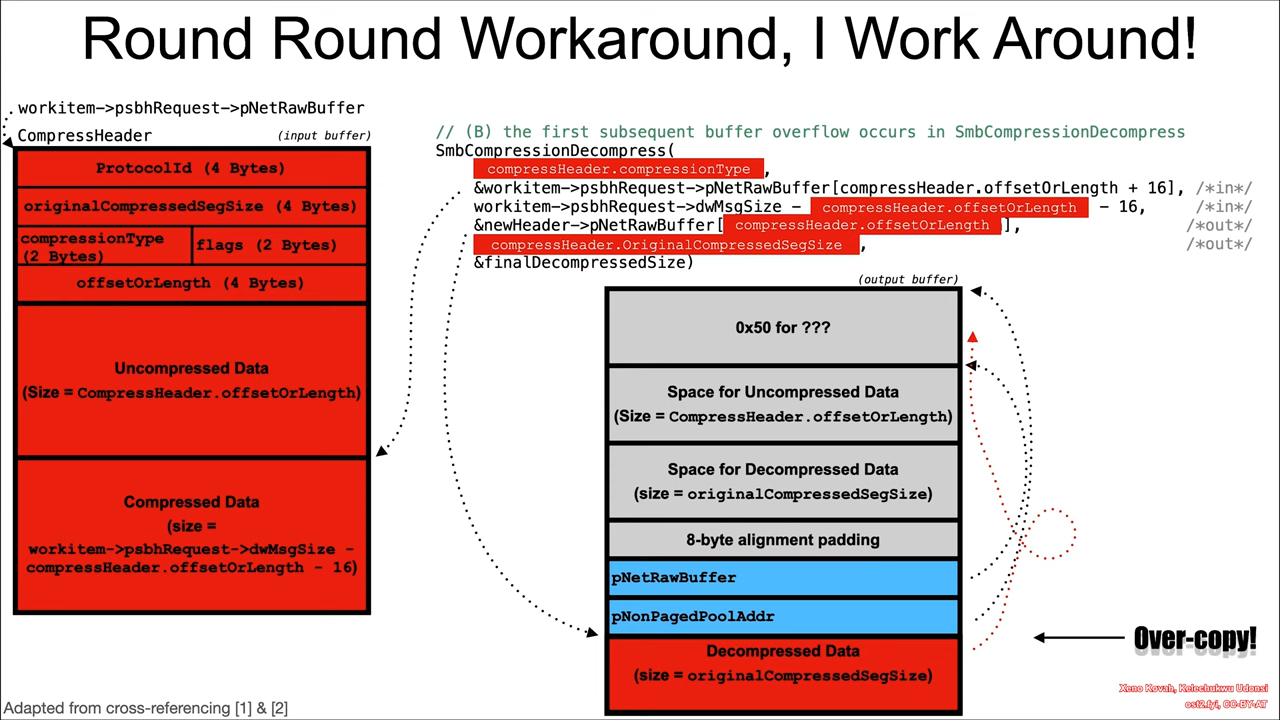 Round Round Workaround, I Work Around!
workitem->psbhRequest->pNetRawBuffer
CompressHeader
(input buffer)
ProtocolId (4 Bytes)
originalCompressedSegSize (4 Bytes)
compressionType
(2 Bytes)
flags (2 Bytes)
offsetOrLength (4 Bytes)
Uncompressed Data
(Size = CompressHeader.offsetOrLength)
Compressed Data
(size =
workitem->psbhRequest->dwMsgSize -
compressHeader.offsetOrLength - 16)
// (B) the first subsequent buffer overflow occurs in SmbCompressionDecompress
SmbCompressionDecompress(
compressHeader.compressionType,
&workitem->psbhRequest->pNetRawBuffer[compressHeader.offsetOrLength + 16], /*in*/
workitem->psbhRequest->dwMsgSize - compressHeader.offsetOrLength - 16, /*in*/
&newHeader->pNetRawBuffer[ compressHeader.offsetOrLength ], /*out*/
compressHeader.OriginalCompressedSegSize, /*out*/
&finalDecompressedSize)
(output buffer)
0x50 for ???
Space for Uncompressed Data
(Size = CompressHeader.offsetOrLength)
Space for Decompressed Data
(size = originalCompressedSegSize)
8-byte alignment padding
pNetRawBuffer
pNonPagedPoolAddr
Decompressed Data
(size = originalCompressedSegSize)
Over-copy!
Xeno Kovah, Kelechukwu Udonsi
ost2.fyi, CC-BY-AT
Adapted from cross-referencing [1] & [2]